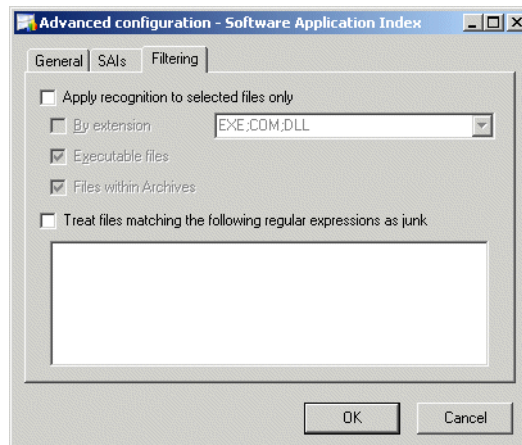 Advanced configuration - Software Application Index
General SAIs Filtering
Apply recognition to selected files only
By extension EXE;COM;DLL
Executable files
Files within Archives
Treat files matching the following regular expressions as junk
OK Cancel